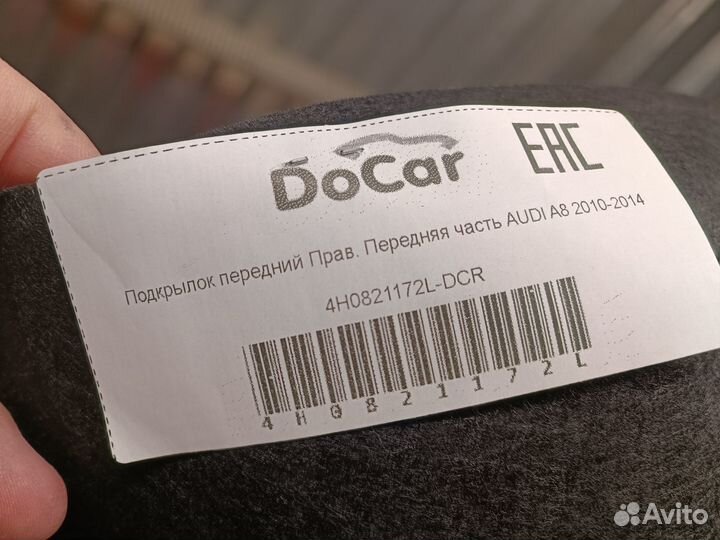 DoCar
EAC
Подкрылок передний Прав. Передняя часть AUDI A8 2010-2014
4H0821172L-DCR
4H0821172L
Avito